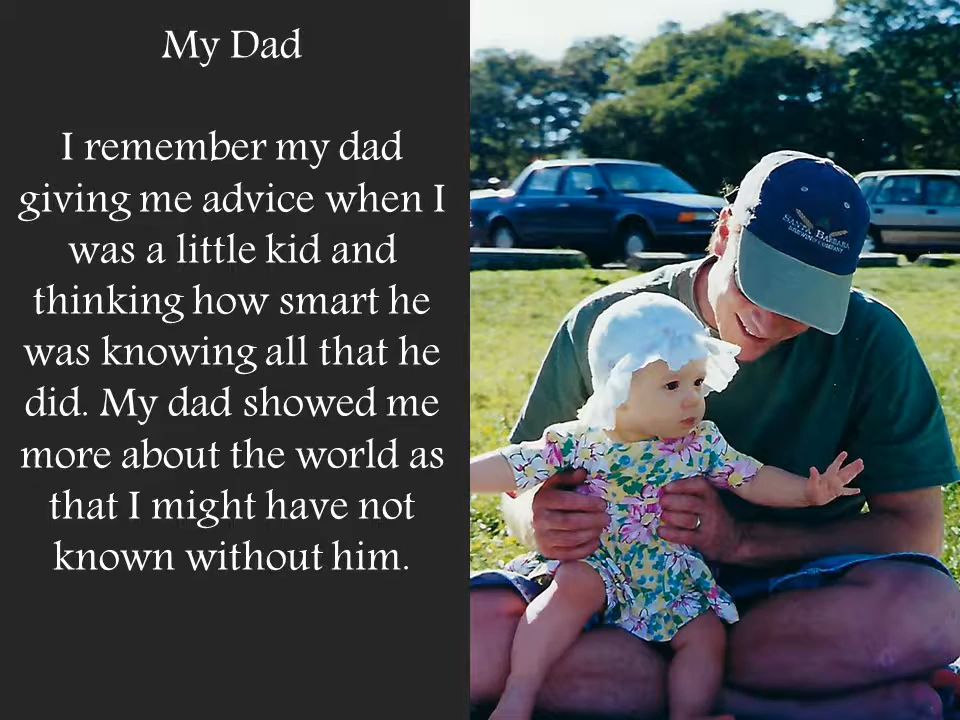 My Dad
I remember my dad
giving me advice when I
was a little kid and
thinking how smart he
was knowing all that he
did. My dad showed me
more about the world as
that I might have not
known without him.
SANTA BARBARA
BREWING COMPANY